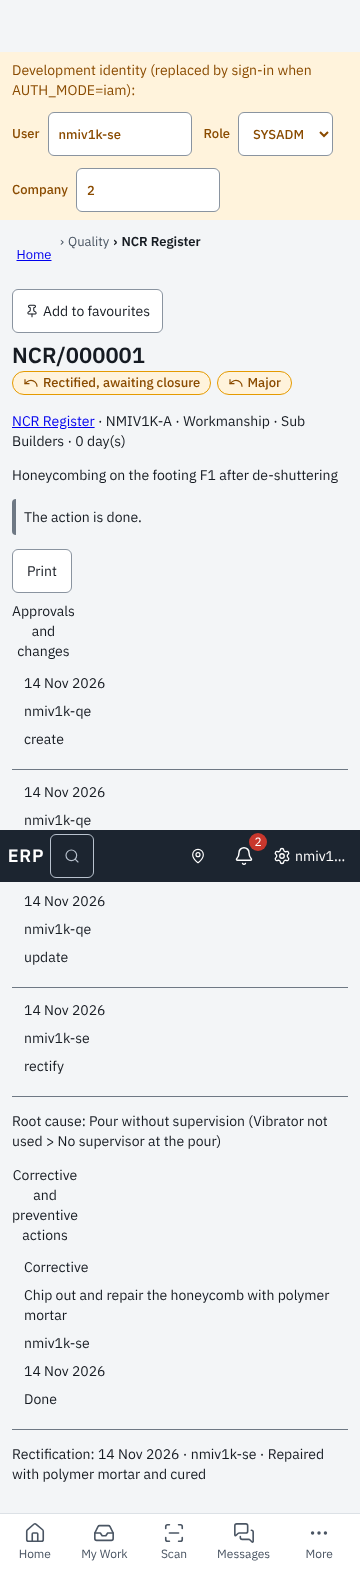 Development identity (replaced by sign-in when
AUTH_MODE=iam):
User nmiv1k-se Role SYSADM
Company 2
Home › Quality › NCR Register
Add to favourites
NCR/000001
Rectified, awaiting closure Major
NCR Register · NMIV1K-A · Workmanship · Sub
Builders · 0 day(s)
Honeycombing on the footing F1 after de-shuttering
The action is done.
Print
Approvals
and
changes
14 Nov 2026
nmiv1k-qe
create
14 Nov 2026
nmiv1k-qe
ERP 2 nmiv1...
14 Nov 2026
nmiv1k-qe
update
14 Nov 2026
nmiv1k-se
rectify
Root cause: Pour without supervision (Vibrator not
used > No supervisor at the pour)
Corrective
and
preventive
actions
Corrective
Chip out and repair the honeycomb with polymer
mortar
nmiv1k-se
14 Nov 2026
Done
Rectification: 14 Nov 2026 · nmiv1k-se · Repaired
with polymer mortar and cured
Home My Work Scan Messages More